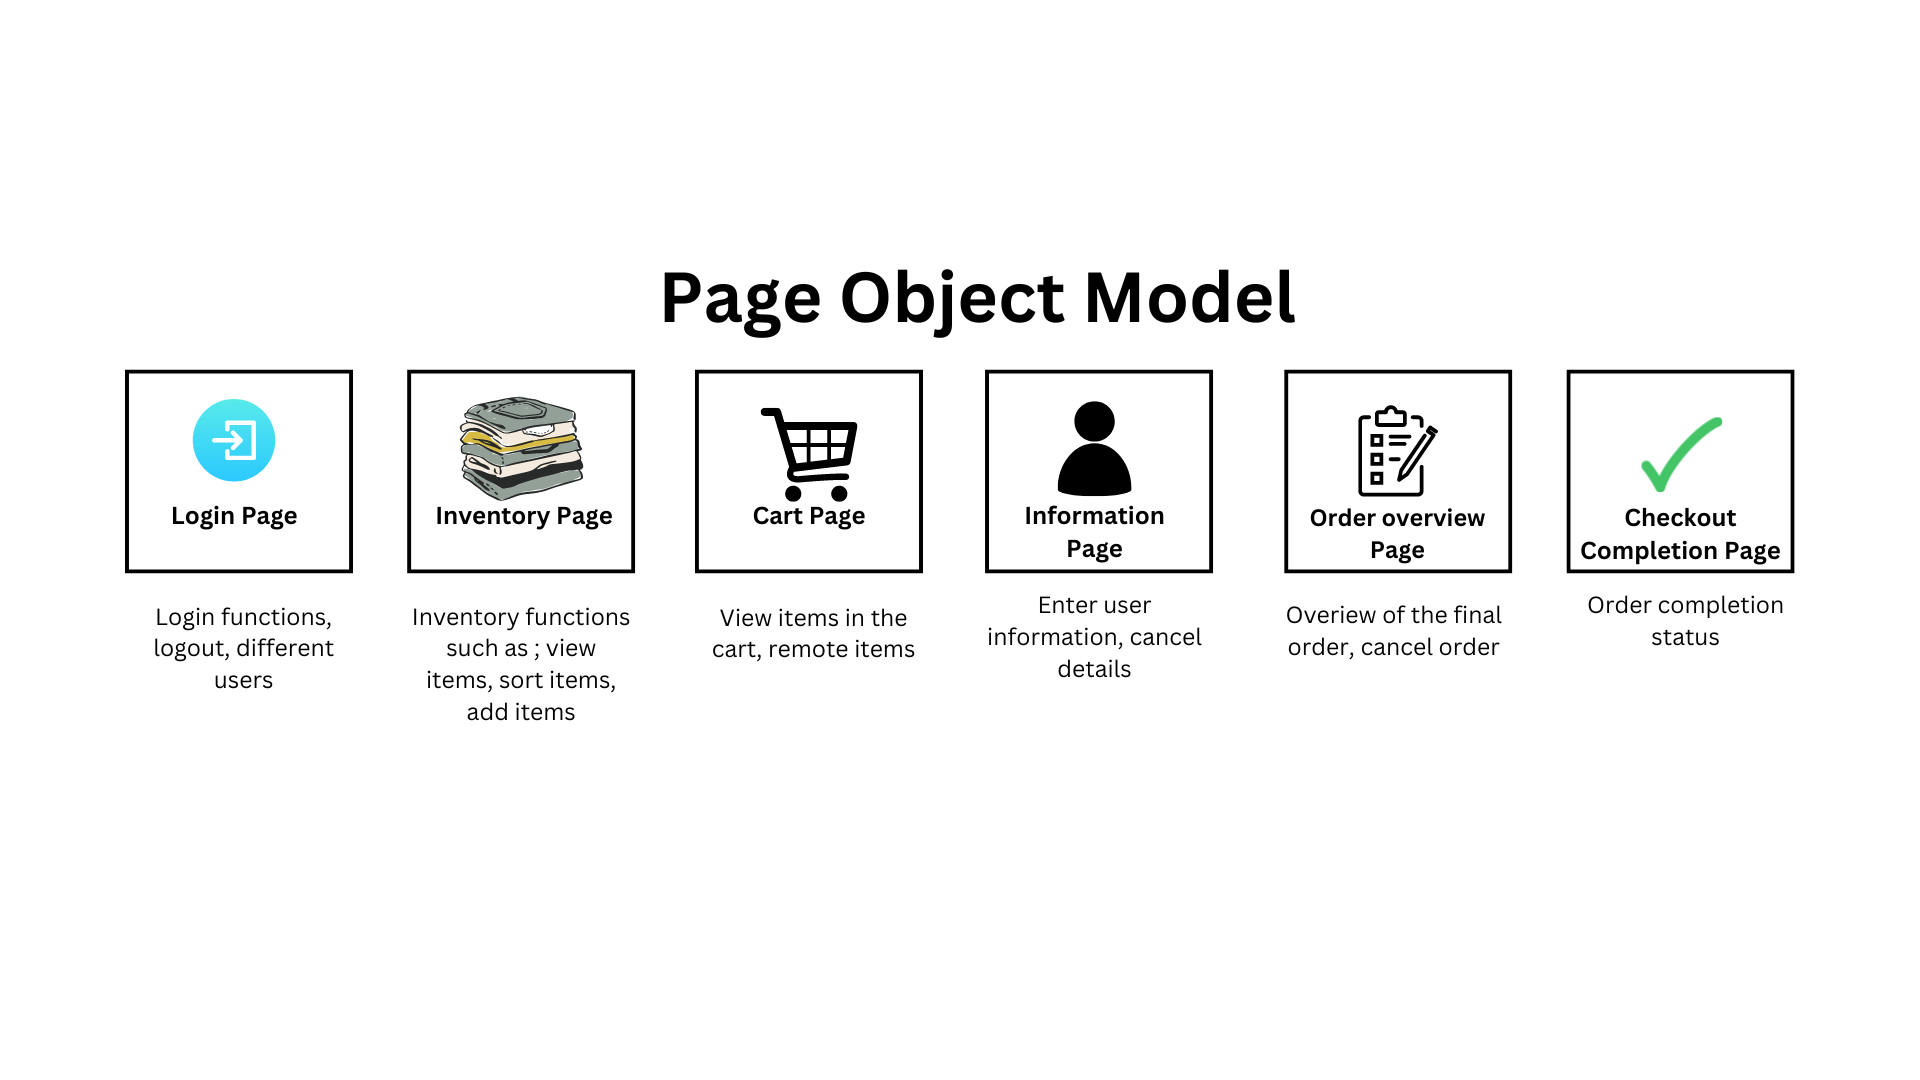 Page Object Model
Login Page
Login functions,
logout, different
users
Inventory Page
Inventory functions
such as ; view
items, sort items,
add items
Cart Page
View items in the
cart, remote items
Information
Page
Enter user
information, cancel
details
Order overview
Page
Overiew of the final
order, cancel order
Checkout
Completion Page
Order completion
status